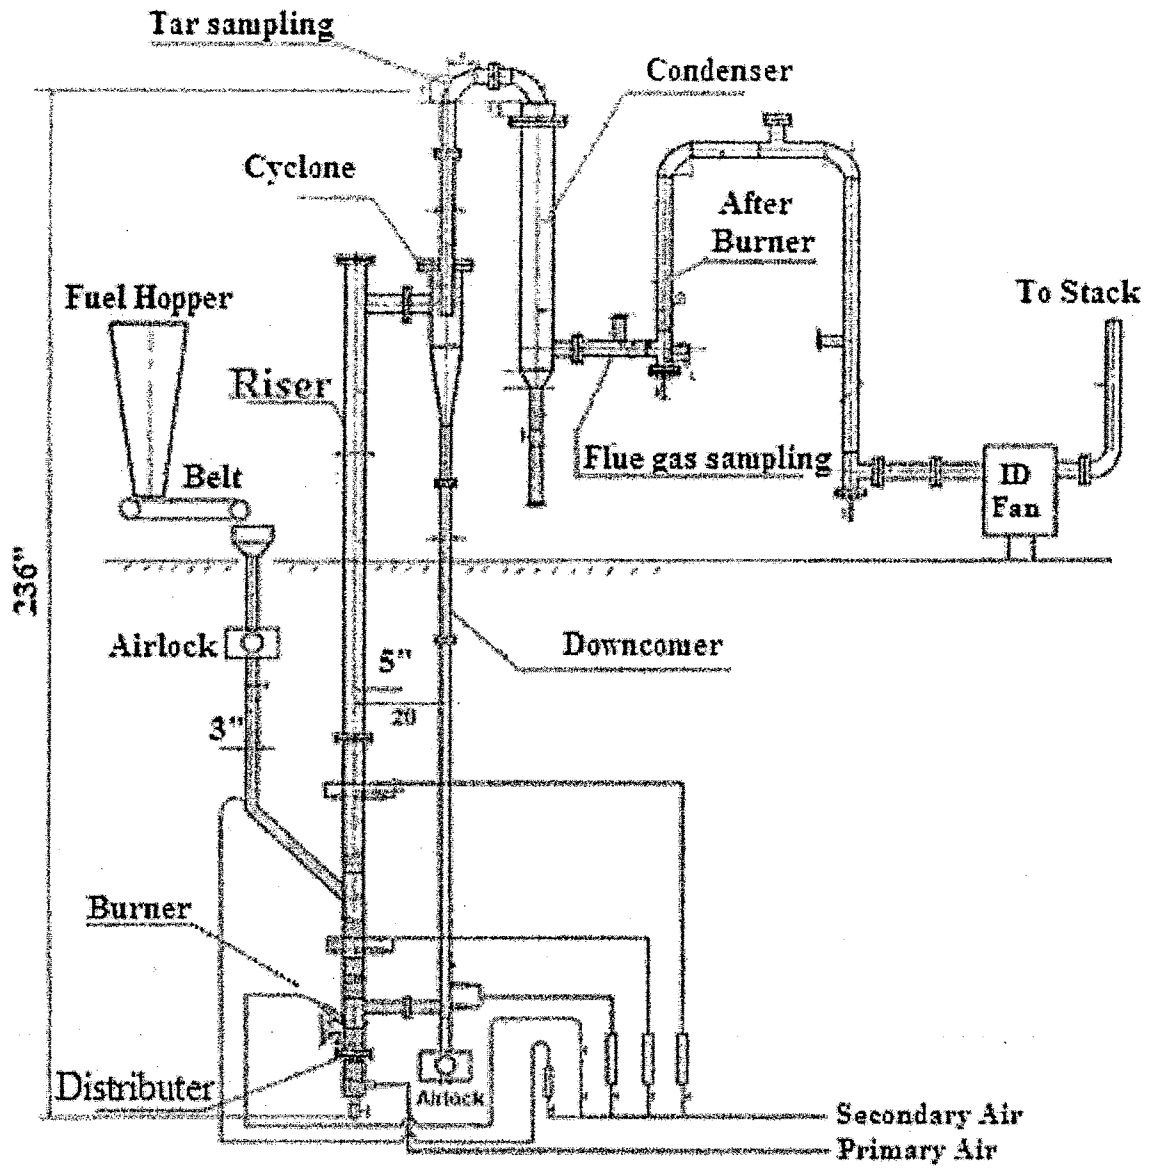 Tar sampling
Condenser
Cyclone
After
Burner
Fuel Hopper
To Stack
Riser
Flue gas sampling
Belt
ID
Fan
236"
Airlock
Downcomer
5"
20
3"
Burner
Distributer
Airlock
Secondary Air
Primary Air